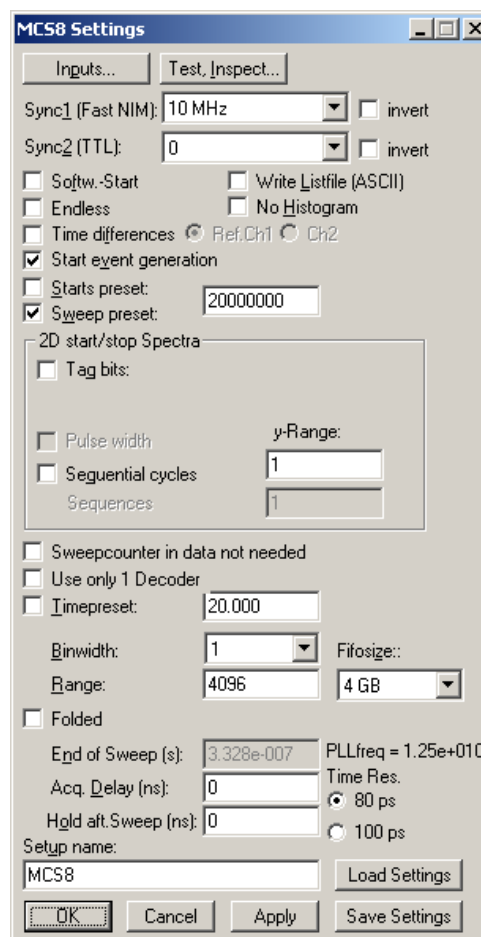 MCS8 Settings
Inputs... Test, Inspect...
Sync1 (Fast NIM): 10 MHz invert
Sync2 (TTL): 0 invert
Softw.-Start Write Listfile (ASCII)
Endless No Histogram
Time differences Ref.Ch1 Ch2
Start event generation
Starts preset:
20000000
Sweep preset:
2D start/stop Spectra
Tag bits:
Pulse width y-Range:
Seguential cycles 1
Sequences 1
Sweepcounter in data not needed
Use only 1 Decoder
Timepreset: 20.000
Binwidth: 1 Fifosize::
Range: 4096 4 GB
Folded
End of Sweep (s): 3.328e-007 PLLfreq = 1.25e+010
Acq. Delay (ns): 0 Time Res.
80 ps
Hold aft.Sweep (ns): 0 100 ps
Setup name:
MCS8 Load Settings
OK Cancel Apply Save Settings